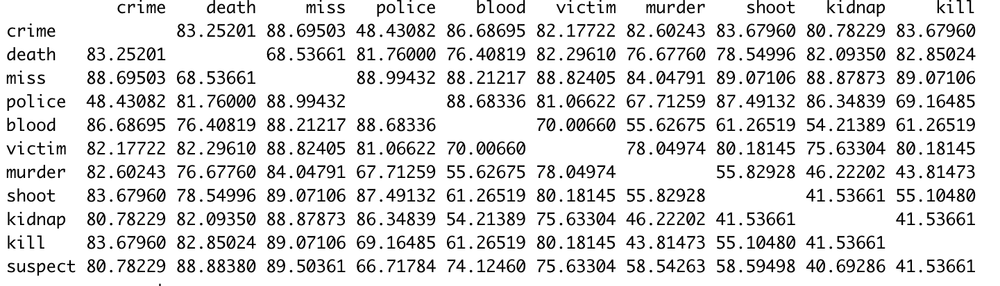 crime death miss police blood victim murder shoot kidnap kill
crime 83.25201 88.69503 48.43082 86.68695 82.17722 82.60243 83.67960 80.78229 83.67960
death 83.25201 68.53661 81.76000 76.40819 82.29610 76.67760 78.54996 82.09350 82.85024
miss 88.69503 68.53661 88.99432 88.21217 88.82405 84.04791 89.07106 88.87873 89.07106
police 48.43082 81.76000 88.99432 88.68336 81.06622 67.71259 87.49132 86.34839 69.16485
blood 86.68695 76.40819 88.21217 88.68336 70.00660 55.62675 61.26519 54.21389 61.26519
victim 82.17722 82.29610 88.82405 81.06622 70.00660 78.04974 80.18145 75.63304 80.18145
murder 82.60243 76.67760 84.04791 67.71259 55.62675 78.04974 55.82928 46.22202 43.81473
shoot 83.67960 78.54996 89.07106 87.49132 61.26519 80.18145 55.82928 41.53661 55.10480
kidnap 80.78229 82.09350 88.87873 86.34839 54.21389 75.63304 46.22202 41.53661 41.53661
kill 83.67960 82.85024 89.07106 69.16485 61.26519 80.18145 43.81473 55.10480 41.53661
suspect 80.78229 88.88380 89.50361 66.71784 74.12460 75.63304 58.54263 58.59498 40.69286 41.53661